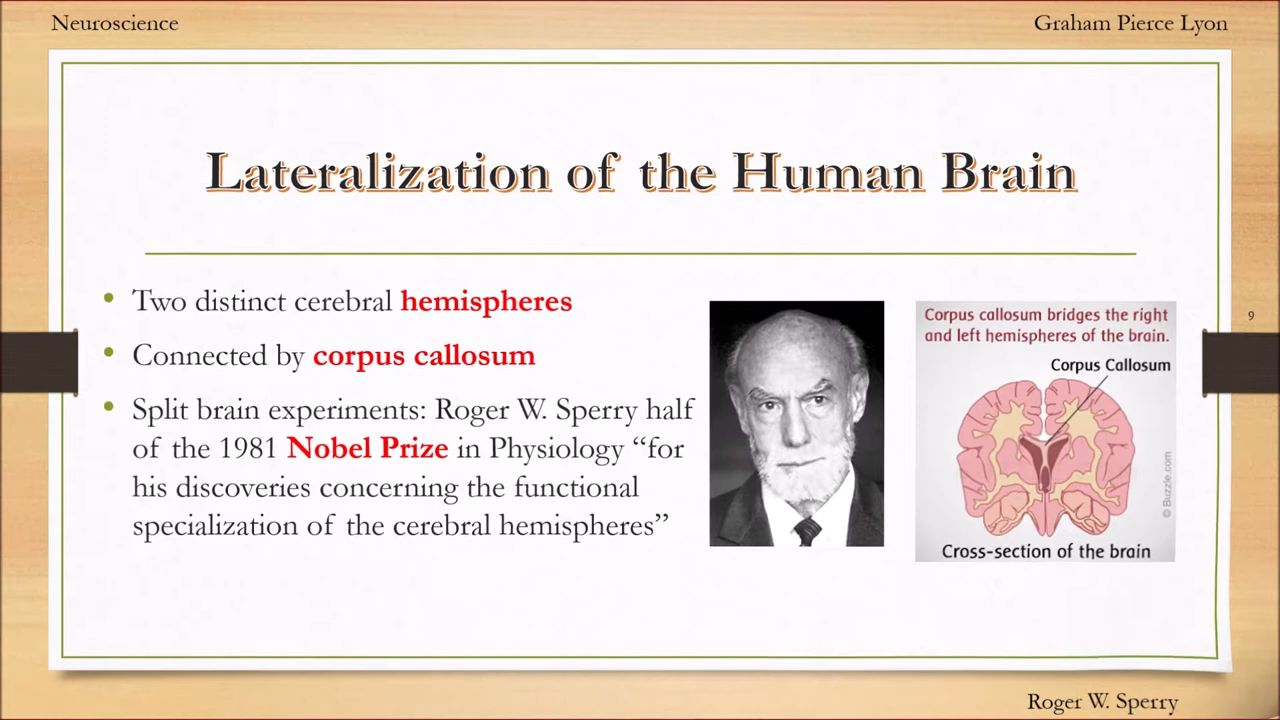 Neuroscience
Graham Pierce Lyon
Lateralization of the Human Brain
• Two distinct cerebral hemispheres
• Connected by corpus callosum
• Split brain experiments: Roger W. Sperry half
of the 1981 Nobel Prize in Physiology “for
his discoveries concerning the functional
specialization of the cerebral hemispheres”
Corpus callosum bridges the right
and left hemispheres of the brain.
Corpus Callosum
© Buzzle.com
Cross-section of the brain
9
Roger W. Sperry